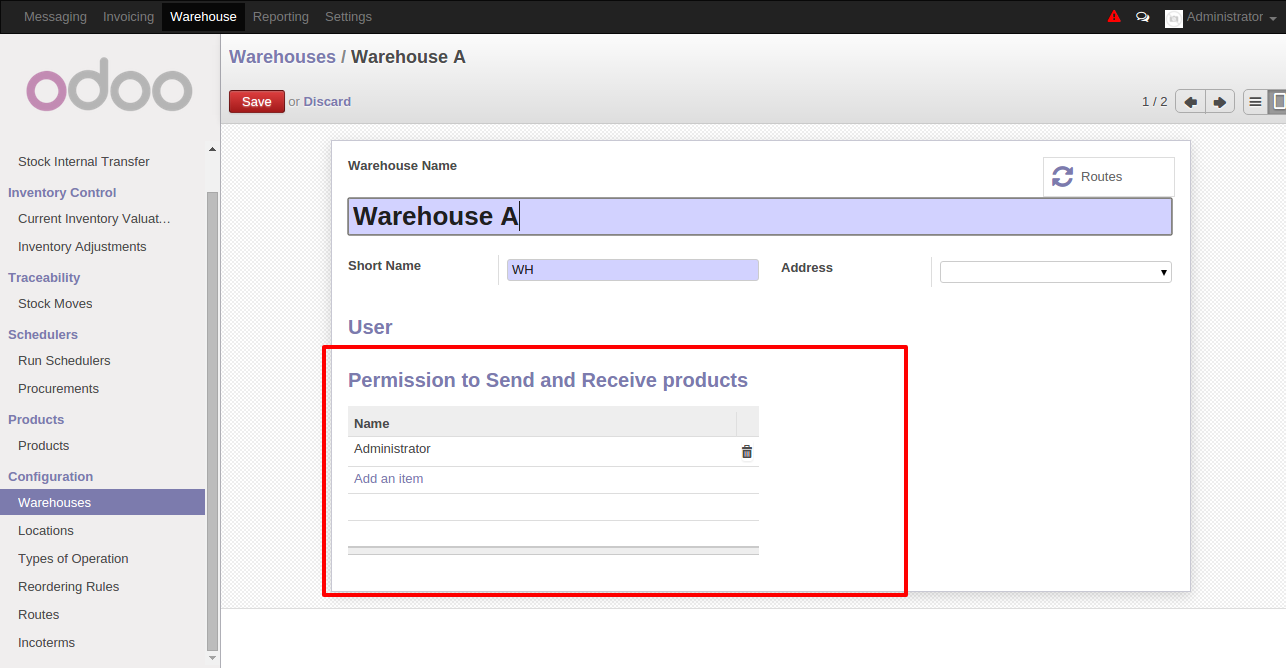 Messaging Invoicing Warehouse Reporting Settings Administrator
odoo
Stock Internal Transfer
Inventory Control
Current Inventory Valuat...
Inventory Adjustments
Traceability
Stock Moves
Schedulers
Run Schedulers
Procurements
Products
Products
Configuration
Warehouses
Locations
Types of Operation
Reordering Rules
Routes
Incoterms
Warehouses / Warehouse A
Save or Discard
1 / 2
Warehouse Name
Routes
Warehouse A
Short Name WH Address
User
Permission to Send and Receive products
Name
Administrator
Add an item